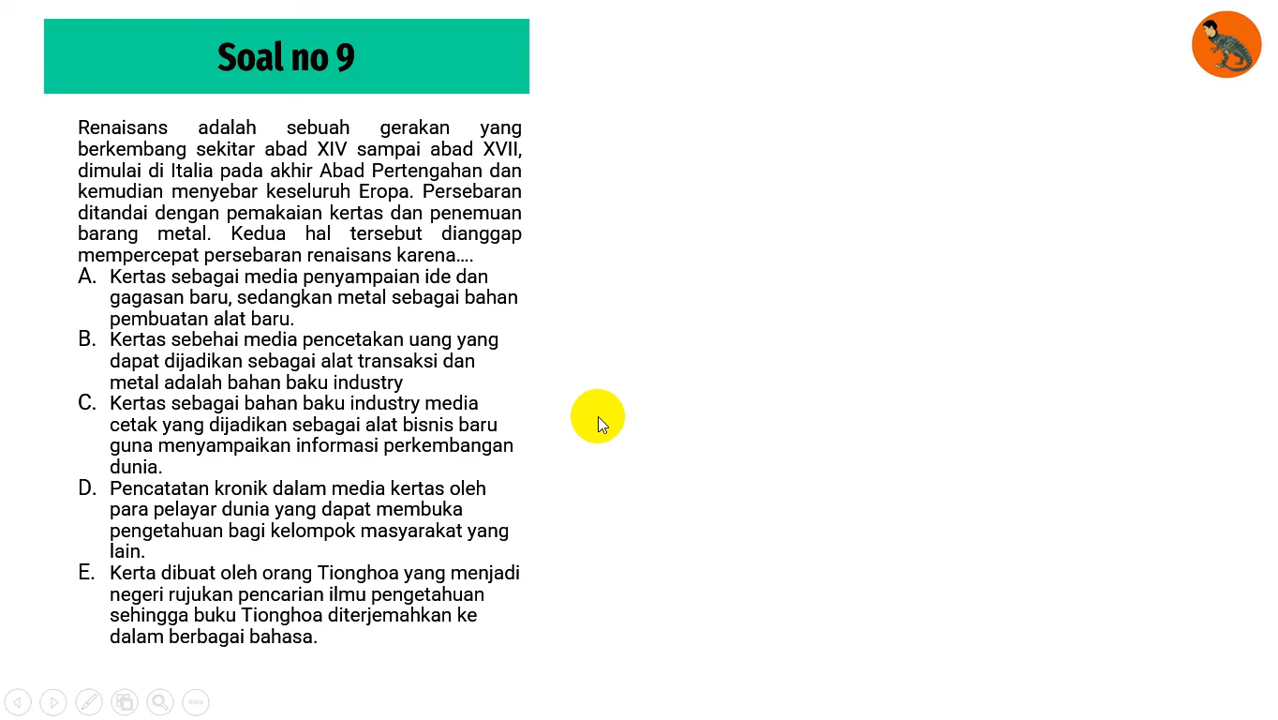 Soal no 9
Renaisans adalah sebuah gerakan yang
berkembang sekitar abad XIV sampai abad XVII,
dimulai di Italia pada akhir Abad Pertengahan dan
kemudian menyebar keseluruh Eropa. Persebaran
ditandai dengan pemakaian kertas dan penemuan
barang metal. Kedua hal tersebut dianggap
mempercepat persebaran renaisans karena....
A. Kertas sebagai media penyampaian ide dan
gagasan baru, sedangkan metal sebagai bahan
pembuatan alat baru.
B. Kertas sebehai media pencetakan uang yang
dapat dijadikan sebagai alat transaksi dan
metal adalah bahan baku industry
C. Kertas sebagai bahan baku industry media
cetak yang dijadikan sebagai alat bisnis baru
guna menyampaikan informasi perkembangan
dunia.
D. Pencatatan kronik dalam media kertas oleh
para pelayar dunia yang dapat membuka
pengetahuan bagi kelompok masyarakat yang
lain.
E. Kerta dibuat oleh orang Tionghoa yang menjadi
negeri rujukan pencarian ilmu pengetahuan
sehingga buku Tionghoa diterjemahkan ke
dalam berbagai bahasa.